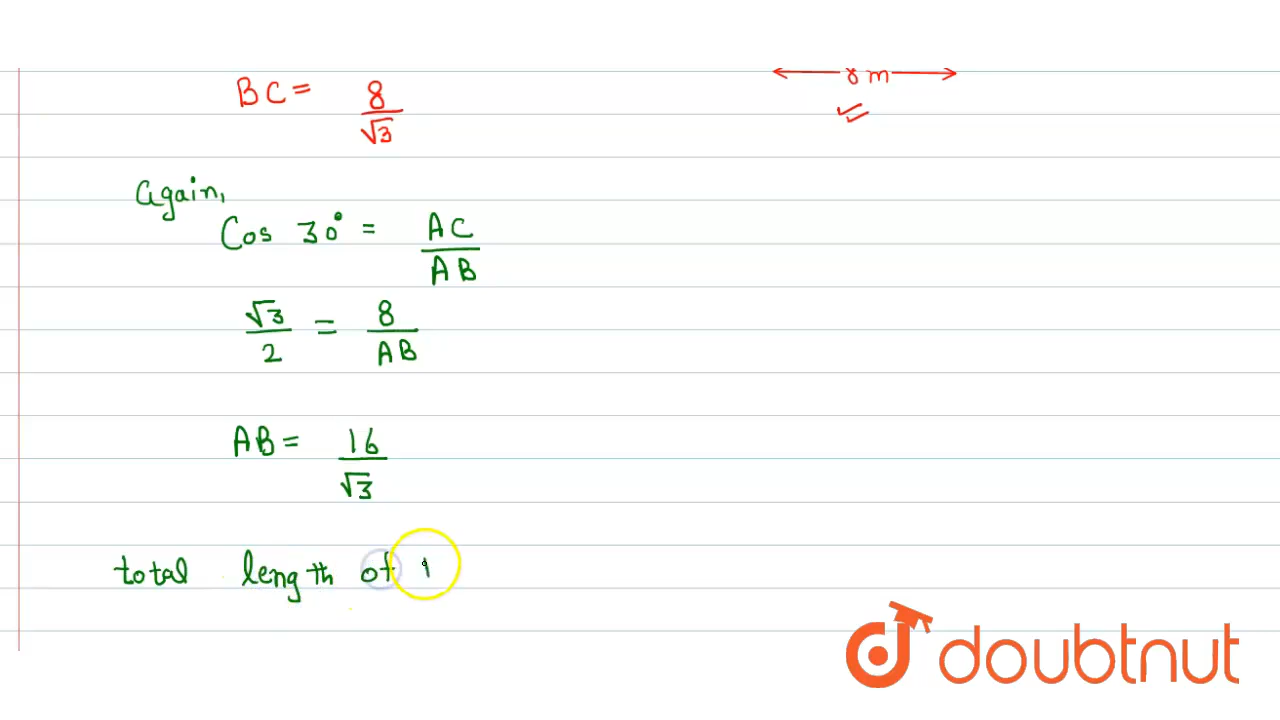 BC = 8/√3
8 m
Again,
Cos 30° = AC/AB
√3/2 = 8/AB
AB = 16/√3
total length of
doubtnut